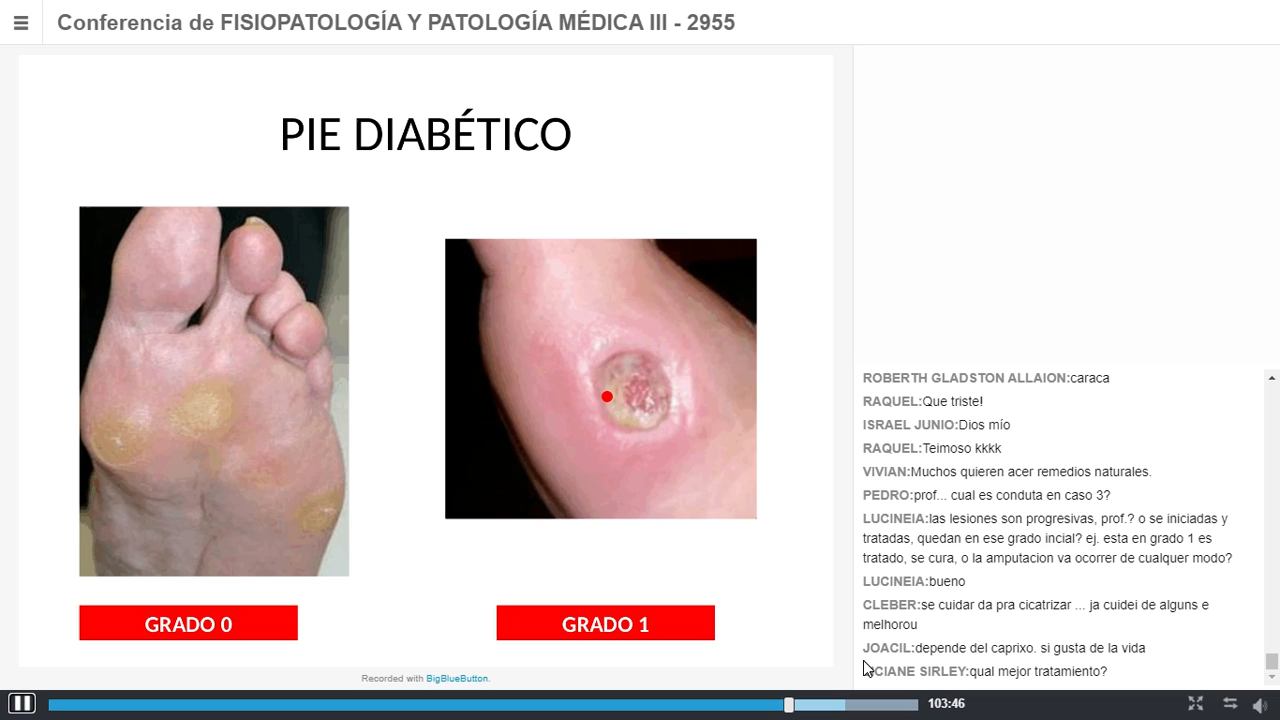 Conferencia de FISIOPATOLOGÍA Y PATOLOGÍA MÉDICA III - 2955
PIE DIABÉTICO
GRADO 0
GRADO 1
Recorded with BigBlueButton.
ROBERTH GLADSTON ALLAION:caraca
RAQUEL:Que triste!
ISRAEL JUNIO:Dios mío
RAQUEL:Teimoso kkkk
VIVIAN:Muchos quieren acer remedios naturales.
PEDRO:prof... cual es conduta en caso 3?
LUCINEIA:las lesiones son progresivas, prof.? o se iniciadas y
tratadas, quedan en ese grado incial? ej. esta en grado 1 es
tratado, se cura, o la amputacion va ocorrer de cualquer modo?
LUCINEIA:bueno
CLEBER:se cuidar da pra cicatrizar ... ja cuidei de alguns e
melhorou
JOACIL:depende del caprixo. si gusta de la vida
SIRLEY:qual mejor tratamiento?
103:46